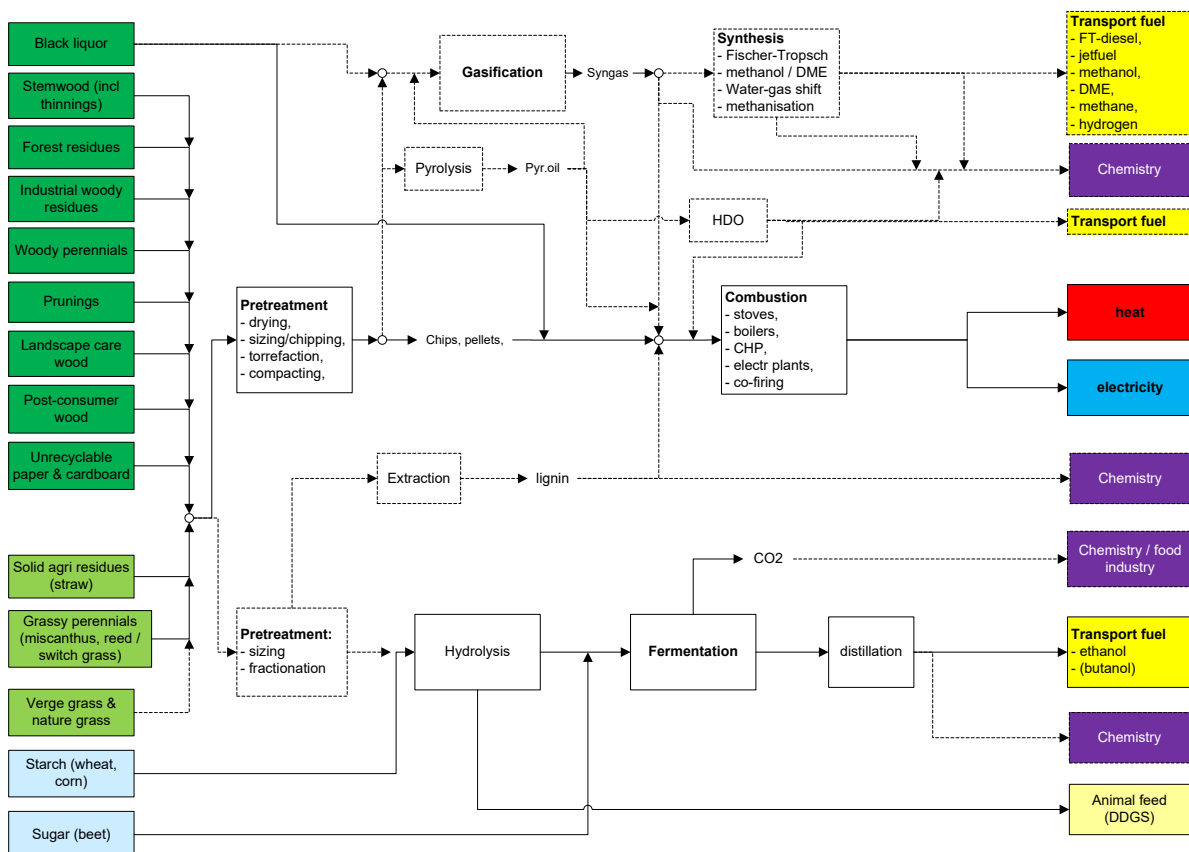 Black liquor
Stemwood (incl
thinnings)
Forest residues
Industrial woody
residues
Woody perennials
Prunings
Landscape care
wood
Post-consumer
wood
Unrecyclable
paper & cardboard
Solid agri residues
(straw)
Grassy perennials
(miscanthus, reed /
switch grass)
Verge grass &
nature grass
Starch (wheat,
corn)
Sugar (beet)
Pretreatment
- drying,
- sizing/chipping,
- torrefaction,
- compacting,
Pretreatment:
- sizing
- fractionation
Gasification
Syngas
Pyrolysis
Pyr.oil
Chips, pellets,
Extraction
lignin
Hydrolysis
Synthesis
- Fischer-Tropsch
- methanol / DME
- Water-gas shift
- methanisation
HDO
Combustion
- stoves,
- boilers,
- CHP,
- electr plants,
- co-firing
CO2
Fermentation
distillation
Transport fuel
- FT-diesel,
- jetfuel
- methanol,
- DME,
- methane,
- hydrogen
Chemistry
Transport fuel
heat
electricity
Chemistry
Chemistry / food
industry
Transport fuel
- ethanol
- (butanol)
Chemistry
Animal feed
(DDGS)